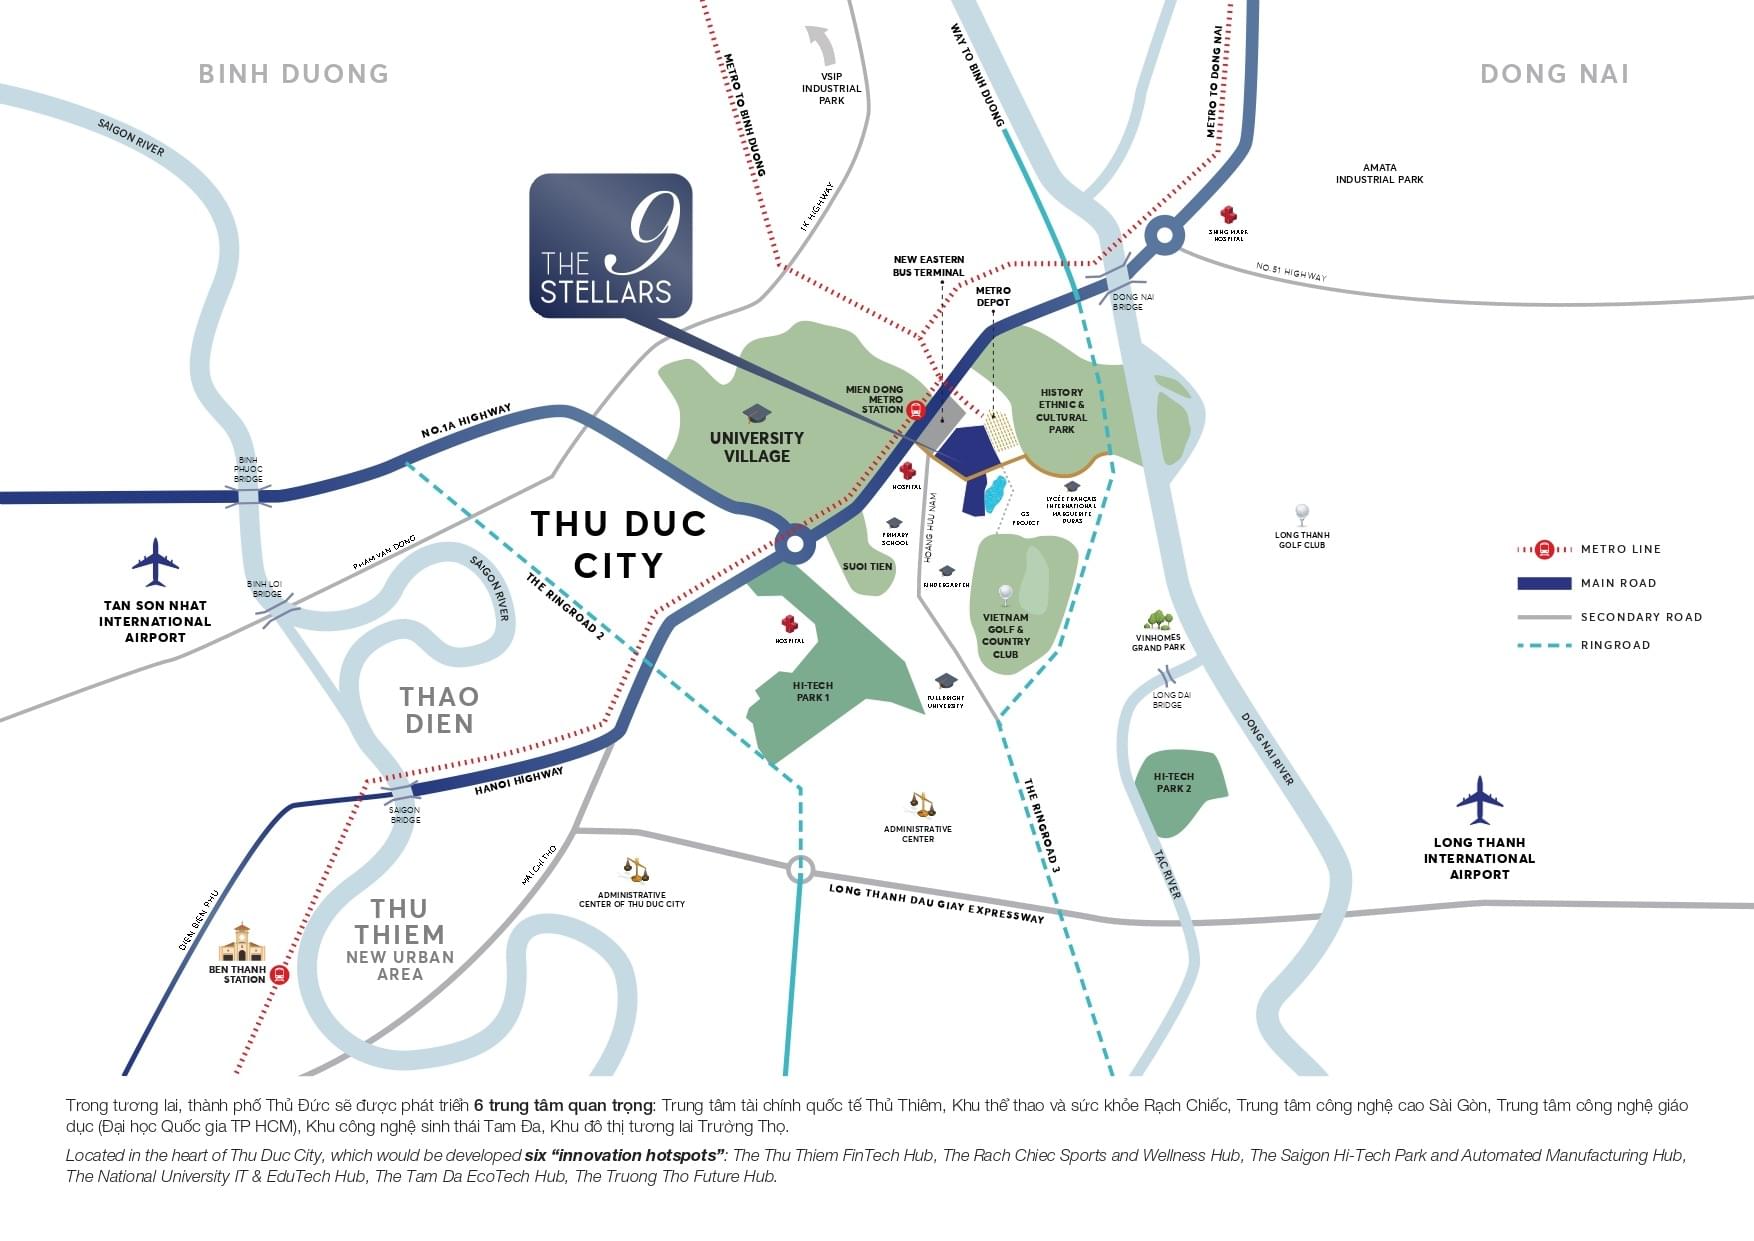 BINH DUONG
DONG NAI
SAIGON RIVER
METRO TO BINH DUONG
VSIP
INDUSTRIAL
PARK
WAY TO BINH DUONG
METRO TO DONG NAI
AMATA
INDUSTRIAL PARK
1K HIGHWAY
THE 9
STELLARS
SHING MARK
HOSPITAL
NO.51 HIGHWAY
NEW EASTERN
BUS TERMINAL
METRO
DEPOT
DONG NAI
BRIDGE
MIEN DONG
METRO
STATION
HISTORY
ETHNIC &
CULTURAL
PARK
NO.1A HIGHWAY
UNIVERSITY
VILLAGE
BINH
PHUOC
BRIDGE
HOSPITAL
HOANG HUU NAM
GS
PROJECT
LYCÉE FRANÇAIS
INTERNATIONAL
MARGUERITE
DURAS
THU DUC
CITY
PRIMARY
SCHOOL
LONG THANH
GOLF CLUB
METRO LINE
MAIN ROAD
SECONDARY ROAD
RINGROAD
PHAM VAN DONG
SUOI TIEN
KINDERGARTEN
SAIGON RIVER
THE RINGROAD 2
BINH LOI
BRIDGE
TAN SON NHAT
INTERNATIONAL
AIRPORT
HOSPITAL
VIETNAM
GOLF &
COUNTRY
CLUB
VINHOMES
GRAND PARK
THAO
DIEN
HI-TECH
PARK 1
FULLBRIGHT
UNIVERSITY
LONG DAI
BRIDGE
DONG NAI RIVER
HANOI HIGHWAY
SAIGON
BRIDGE
HI-TECH
PARK 2
THE RINGROAD 3
ADMINISTRATIVE
CENTER
LONG THANH
INTERNATIONAL
AIRPORT
MAI CHI THO
TAC RIVER
ADMINISTRATIVE
CENTER OF THU DUC CITY
LONG THANH DAU GIAY EXPRESSWAY
DIEN BIEN PHU
THU
THIEM
NEW URBAN
AREA
BEN THANH
STATION
Trong tương lai, thành phố Thủ Đức sẽ được phát triển 6 trung tâm quan trọng: Trung tâm tài chính quốc tế Thủ Thiêm, Khu thể thao và sức khỏe Rạch Chiếc, Trung tâm công nghệ cao Sài Gòn, Trung tâm công nghệ giáo
dục (Đại học Quốc gia TP HCM), Khu công nghệ sinh thái Tam Đa, Khu đô thị tương lai Trường Thọ.
Located in the heart of Thu Duc City, which would be developed six “innovation hotspots”: The Thu Thiem FinTech Hub, The Rach Chiec Sports and Wellness Hub, The Saigon Hi-Tech Park and Automated Manufacturing Hub,
The National University IT & EduTech Hub, The Tam Da EcoTech Hub, The Truong Tho Future Hub.